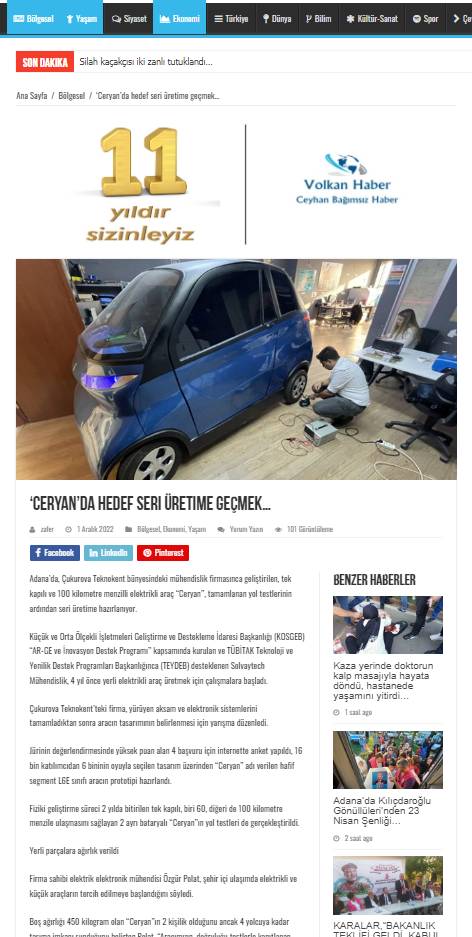 Bölgesel Yaşam Siyaset Ekonomi Türkiye Dünya Bilim Kültür-Sanat Spor Çe
SON DAKIKA Silah kaçakçısı iki zanlı tutuklandı...
Ana Sayfa / Bölgesel / 'Ceryan'da hedef seri üretime geçmek...
11
yıldır
sizinleyiz
Volkan Haber
Ceyhan Bağımsız Haber
'CERYAN'DA HEDEF SERI ÜRETIME GEÇMEK...
zafer 1 Aralık 2022 Bölgesel, Ekonomi, Yaşam Yorum Yazın 101 Görüntüleme
Facebook LinkedIn Pinterest
Adana'da, Çukurova Teknokent bünyesindeki mühendislik firmasınca geliştirilen, tek
kapılı ve 100 kilometre menzilli elektrikli araç "Ceryan", tamamlanan yol testlerinin
ardından seri üretime hazırlanıyor.
Küçük ve Orta Ölçekli İşletmeleri Geliştirme ve Destekleme İdaresi Başkanlığı (KOSGEB)
"AR-GE ve İnovasyon Destek Programı" kapsamında kurulan ve TÜBİTAK Teknoloji ve
Yenilik Destek Programları Başkanlığınca (TEYDEB) desteklenen Solvaytech
Mühendislik, 4 yıl önce yerli elektrikli araç üretmek için çalışmalara başladı.
Çukurova Teknokent'teki firma, yürüyen aksam ve elektronik sistemlerini
tamamladıktan sonra aracın tasarımının belirlenmesi için yarışma düzenledi.
Jürinin değerlendirmesinde yüksek puan alan 4 başvuru için internette anket yapıldı, 16
bin katılımcıdan 6 bininin oyuyla seçilen tasarım üzerinden "Ceryan" adı verilen hafif
segment L6E sınıfı aracın prototipi hazırlandı.
Fiziki geliştirme süreci 2 yılda bitirilen tek kapılı, biri 60, diğeri de 100 kilometre
menzile ulaşmasını sağlayan 2 ayrı bataryalı "Ceryan"ın yol testleri de gerçekleştirildi.
Yerli parçalara ağırlık verildi
Firma sahibi elektrik elektronik mühendisi Özgür Polat, şehir içi ulaşımda elektrikli ve
küçük araçların tercih edilmeye başlandığını söyledi.
Boş ağırlığı 450 kilogram olan "Ceryan"ın 2 kişilik olduğunu ancak 4 yolcuya kadar
BENZER HABERLER
Kaza yerinde doktorun
kalp masajıyla hayata
döndü, hastanede
yaşamını yitirdi...
1 saat ago
Adana'da Kılıçdaroğlu
Gönüllüleri'nden 23
Nisan Şenliği...
2 saat ago
KARALAR,"BAKANLIK
TEKLİFİ GELDİ, KABUL